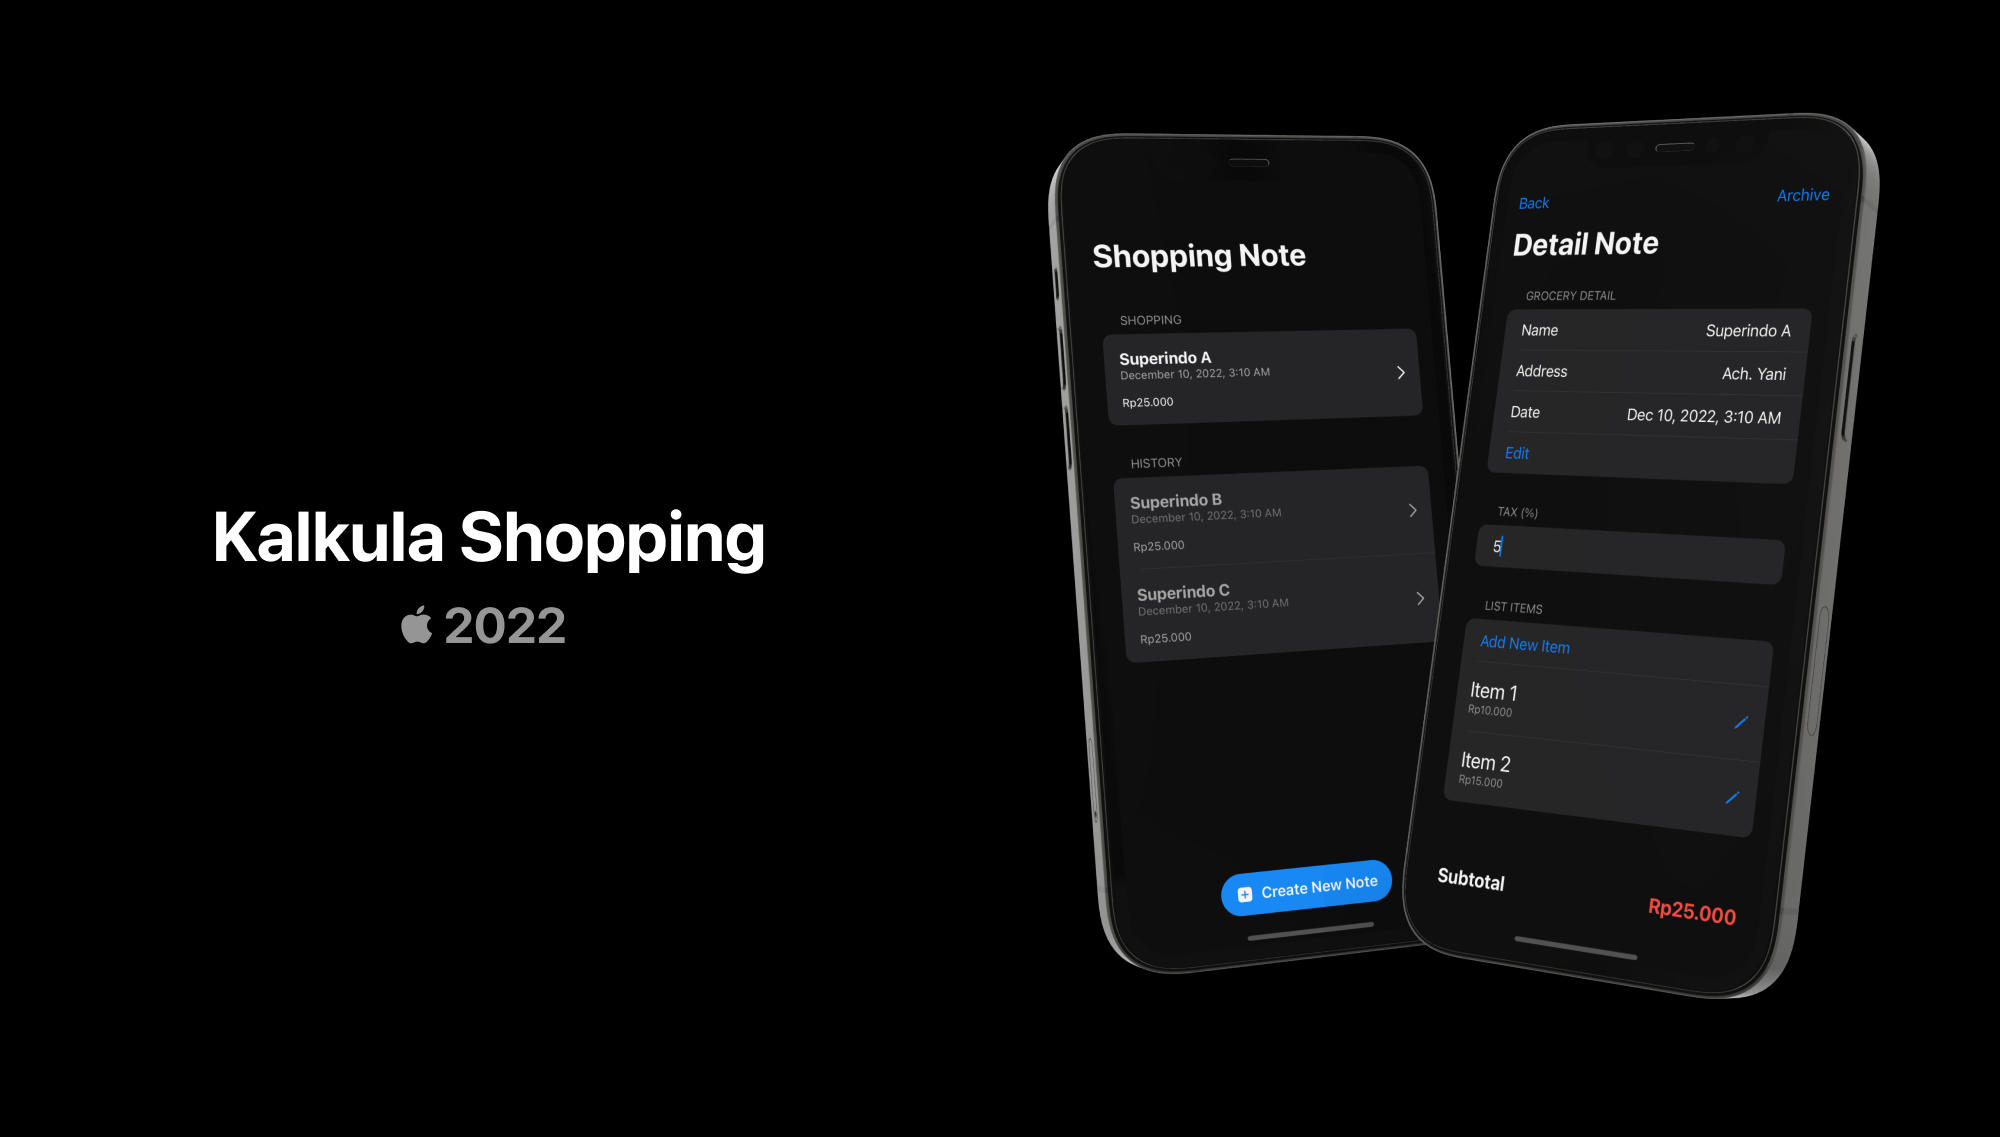 Kalkula Shopping
2022
Shopping Note
SHOPPING
Superindo A
December 10, 2022, 3:10 AM
Rp25.000
HISTORY
Superindo B
December 10, 2022, 3:10 AM
Rp25.000
Superindo C
December 10, 2022, 3:10 AM
Rp25.000
Create New Note
Back
Archive
Detail Note
GROCERY DETAIL
Name Superindo A
Address Ach. Yani
Date Dec 10, 2022, 3:10 AM
Edit
TAX (%)
5
LIST ITEMS
Add New Item
Item 1
Rp10.000
Item 2
Rp15.000
Subtotal
Rp25.000